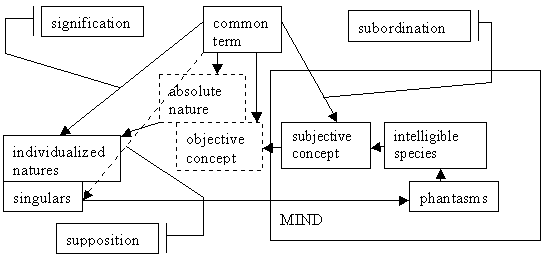 signification
common
term
subordination
absolute
nature
objective
concept
subjective
concept
intelligible
species
individualized
natures
singulars
phantasms
MIND
supposition